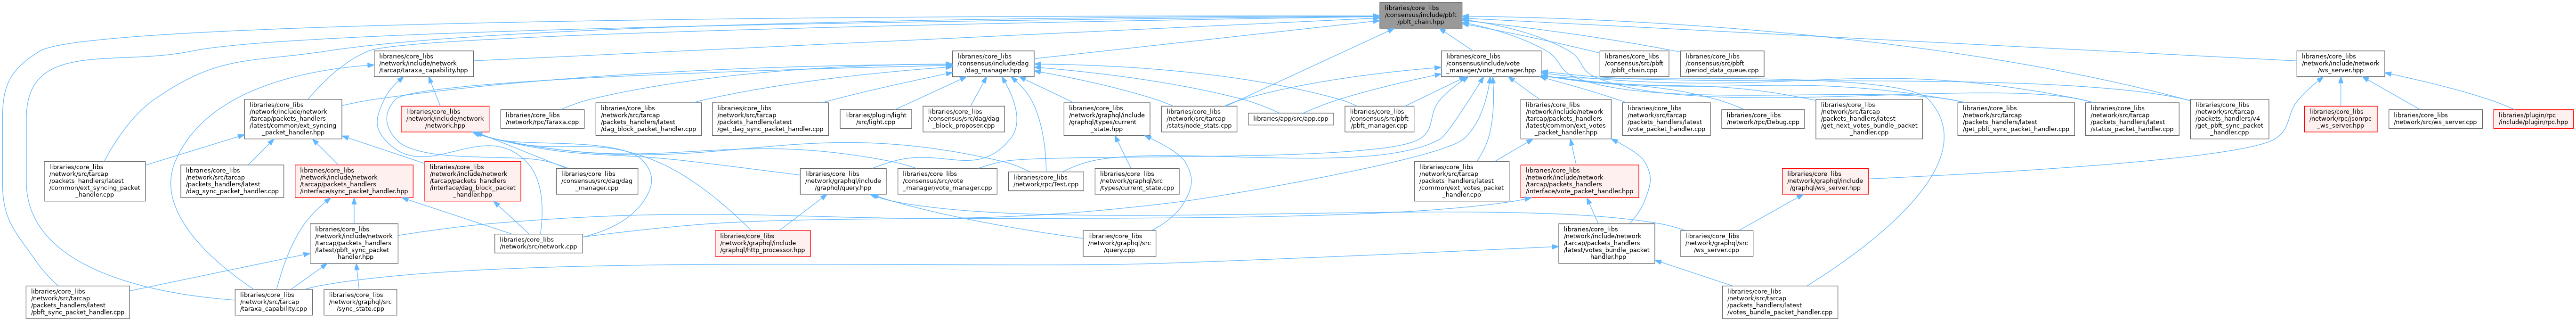 libraries/core_libs
/consensus/include/pbft
/pbft_chain.hpp
libraries/core_libs
/network/include/network
/tarcap/taraxa_capability.hpp
libraries/core_libs
/consensus/include/dag
/dag_manager.hpp
libraries/core_libs
/consensus/include/vote
_manager/vote_manager.hpp
libraries/core_libs
/consensus/src/pbft
/pbft_chain.cpp
libraries/core_libs
/consensus/src/pbft
/period_data_queue.cpp
libraries/core_libs
/network/include/network
/ws_server.hpp
libraries/core_libs
/network/include/network
/tarcap/packets_handlers
/latest/common/ext_syncing
_packet_handler.hpp
libraries/core_libs
/network/include/network
/network.hpp
libraries/core_libs
/network/rpc/Taraxa.cpp
libraries/core_libs
/network/src/tarcap
/packets_handlers/latest
/dag_block_packet_handler.cpp
libraries/core_libs
/network/src/tarcap
/packets_handlers/latest
/get_dag_sync_packet_handler.cpp
libraries/plugin/light
/src/light.cpp
libraries/core_libs
/consensus/src/dag/dag
_block_proposer.cpp
libraries/core_libs
/network/graphql/include
/graphql/types/current
_state.hpp
libraries/core_libs
/network/src/tarcap
/stats/node_stats.cpp
libraries/app/src/app.cpp
libraries/core_libs
/consensus/src/pbft
/pbft_manager.cpp
libraries/core_libs
/network/include/network
/tarcap/packets_handlers
/latest/common/ext_votes
_packet_handler.hpp
libraries/core_libs
/network/src/tarcap
/packets_handlers/latest
/vote_packet_handler.cpp
libraries/core_libs
/network/rpc/Debug.cpp
libraries/core_libs
/network/src/tarcap
/packets_handlers/latest
/get_next_votes_bundle_packet
_handler.cpp
libraries/core_libs
/network/src/tarcap
/packets_handlers/latest
/get_pbft_sync_packet_handler.cpp
libraries/core_libs
/network/src/tarcap
/packets_handlers/latest
/status_packet_handler.cpp
libraries/core_libs
/network/src/tarcap
/packets_handlers/v4
/get_pbft_sync_packet
_handler.cpp
libraries/core_libs
/network/rpc/jsonrpc
_ws_server.hpp
libraries/core_libs
/network/src/ws_server.cpp
libraries/plugin/rpc
/include/plugin/rpc.hpp
libraries/core_libs
/network/src/tarcap
/packets_handlers/latest
/common/ext_syncing_packet
_handler.cpp
libraries/core_libs
/network/src/tarcap
/packets_handlers/latest
/dag_sync_packet_handler.cpp
libraries/core_libs
/network/include/network
/tarcap/packets_handlers
/interface/sync_packet_handler.hpp
libraries/core_libs
/network/include/network
/tarcap/packets_handlers
/interface/dag_block_packet
_handler.hpp
libraries/core_libs
/consensus/src/dag/dag
_manager.cpp
libraries/core_libs
/network/graphql/include
/graphql/query.hpp
libraries/core_libs
/consensus/src/vote
_manager/vote_manager.cpp
libraries/core_libs
/network/rpc/Test.cpp
libraries/core_libs
/network/graphql/src
/types/current_state.cpp
libraries/core_libs
/network/src/tarcap
/packets_handlers/latest
/common/ext_votes_packet
_handler.cpp
libraries/core_libs
/network/include/network
/tarcap/packets_handlers
/interface/vote_packet_handler.hpp
libraries/core_libs
/network/graphql/include
/graphql/ws_server.hpp
libraries/core_libs
/network/include/network
/tarcap/packets_handlers
/latest/pbft_sync_packet
_handler.hpp
libraries/core_libs
/network/src/network.cpp
libraries/core_libs
/network/graphql/include
/graphql/http_processor.hpp
libraries/core_libs
/network/graphql/src
/query.cpp
libraries/core_libs
/network/include/network
/tarcap/packets_handlers
/latest/votes_bundle_packet
_handler.hpp
libraries/core_libs
/network/graphql/src
/ws_server.cpp
libraries/core_libs
/network/src/tarcap
/packets_handlers/latest
/pbft_sync_packet_handler.cpp
libraries/core_libs
/network/src/tarcap
/taraxa_capability.cpp
libraries/core_libs
/network/graphql/src
/sync_state.cpp
libraries/core_libs
/network/src/tarcap
/packets_handlers/latest
/votes_bundle_packet_handler.cpp